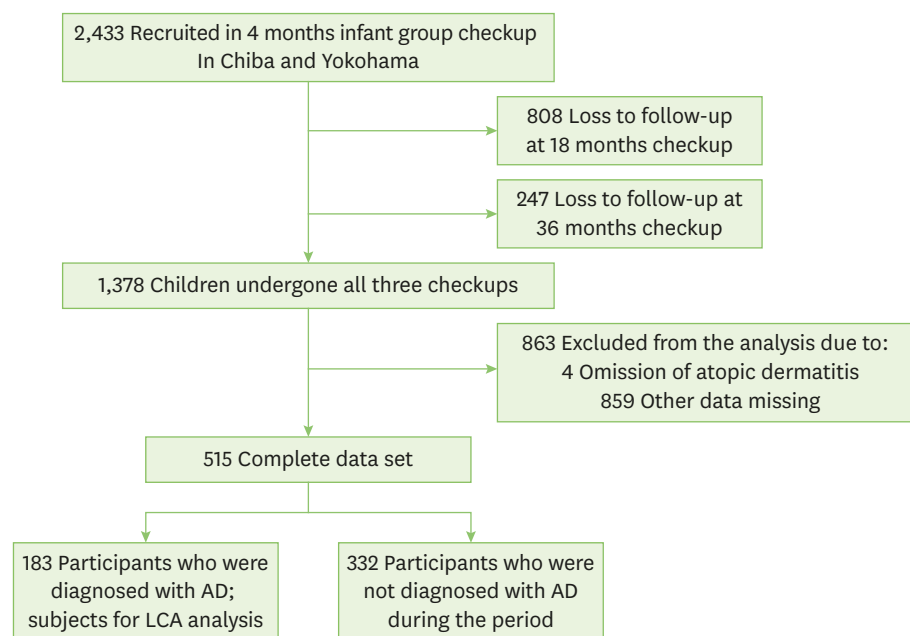 2,433 Recruited in 4 months infant group checkup
In Chiba and Yokohama
808 Loss to follow-up
at 18 months checkup
247 Loss to follow-up at
36 months checkup
1,378 Children undergone all three checkups
863 Excluded from the analysis due to:
4 Omission of atopic dermatitis
859 Other data missing
515 Complete data set
183 Participants who were
diagnosed with AD;
subjects for LCA analysis
332 Participants who were
not diagnosed with AD
during the period